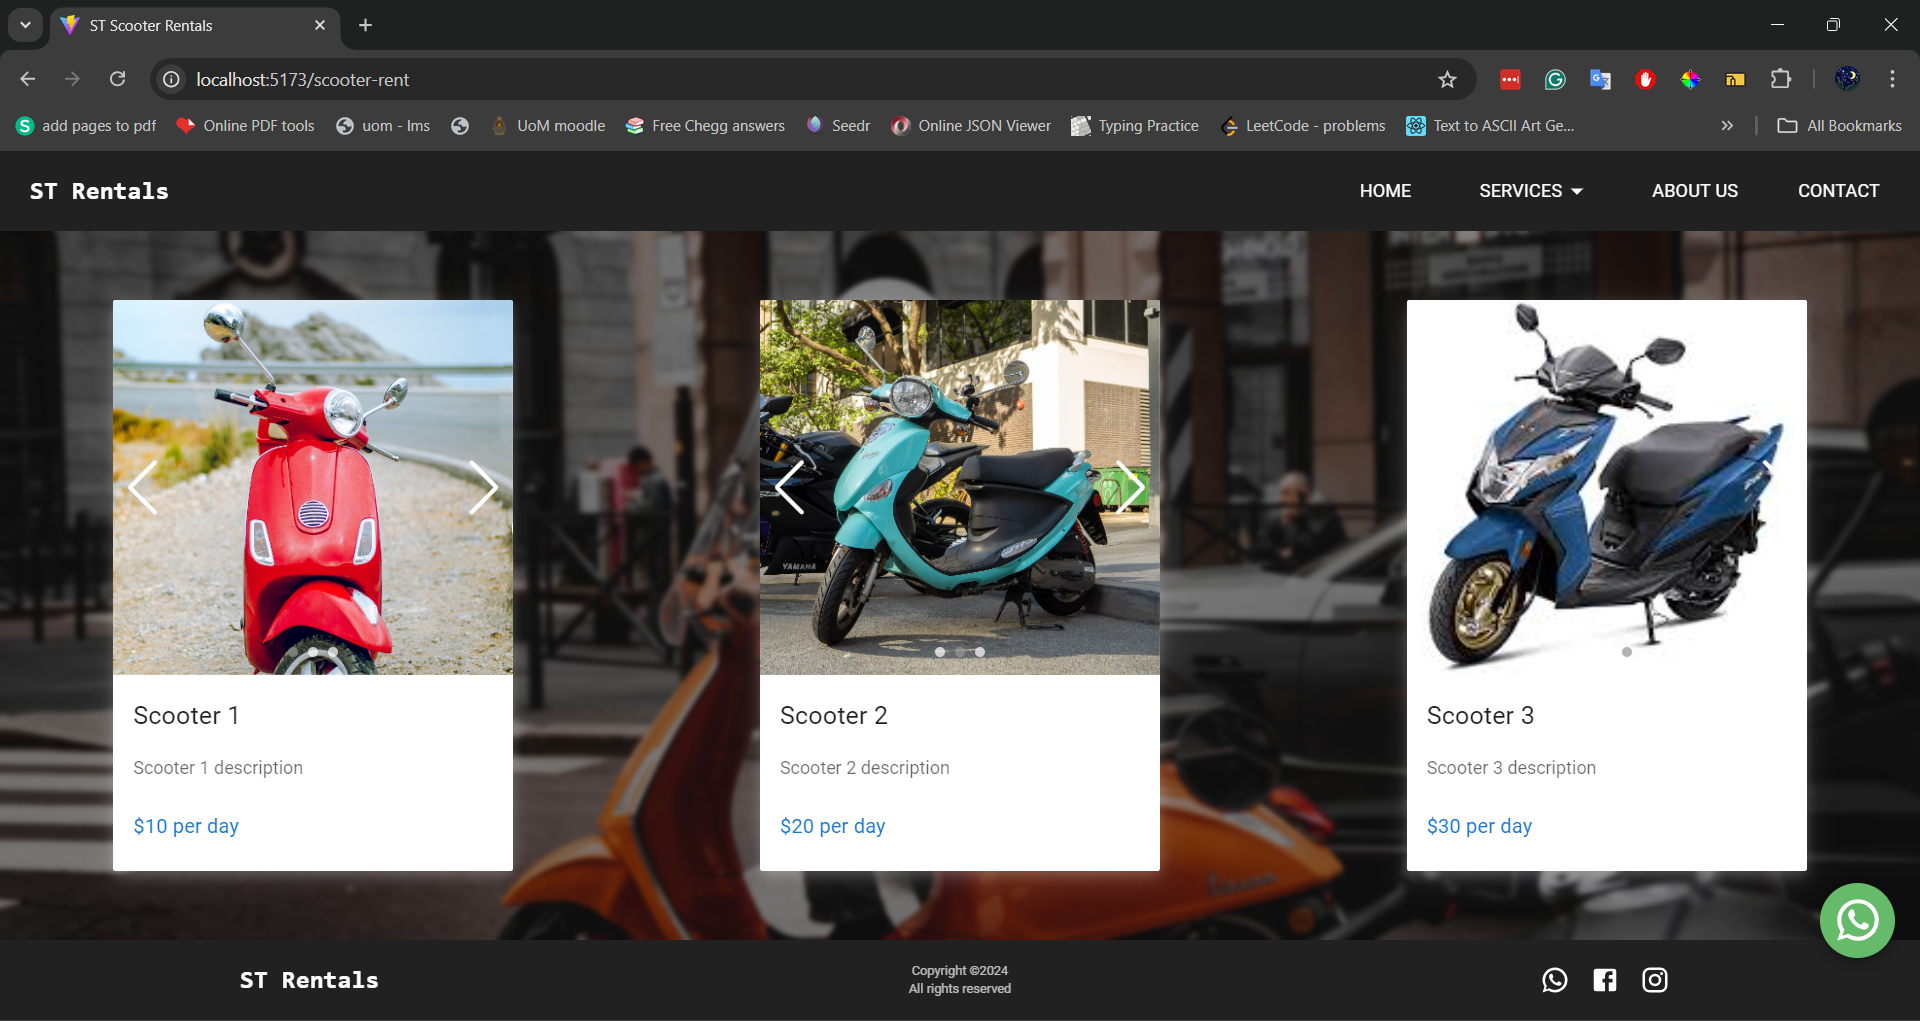 ST Scooter Rentals
localhost:5173/scooter-rent
add pages to pdf
Online PDF tools
uom - lms
UoM moodle
Free Chegg answers
Seedr
Online JSON Viewer
Typing Practice
LeetCode - problems
Text to ASCII Art Ge...
All Bookmarks
ST Rentals
HOME
SERVICES
ABOUT US
CONTACT
YAMAHA
Scooter 1
Scooter 1 description
$10 per day
Scooter 2
Scooter 2 description
$20 per day
Scooter 3
Scooter 3 description
$30 per day
ST Rentals
Copyright ©2024
All rights reserved